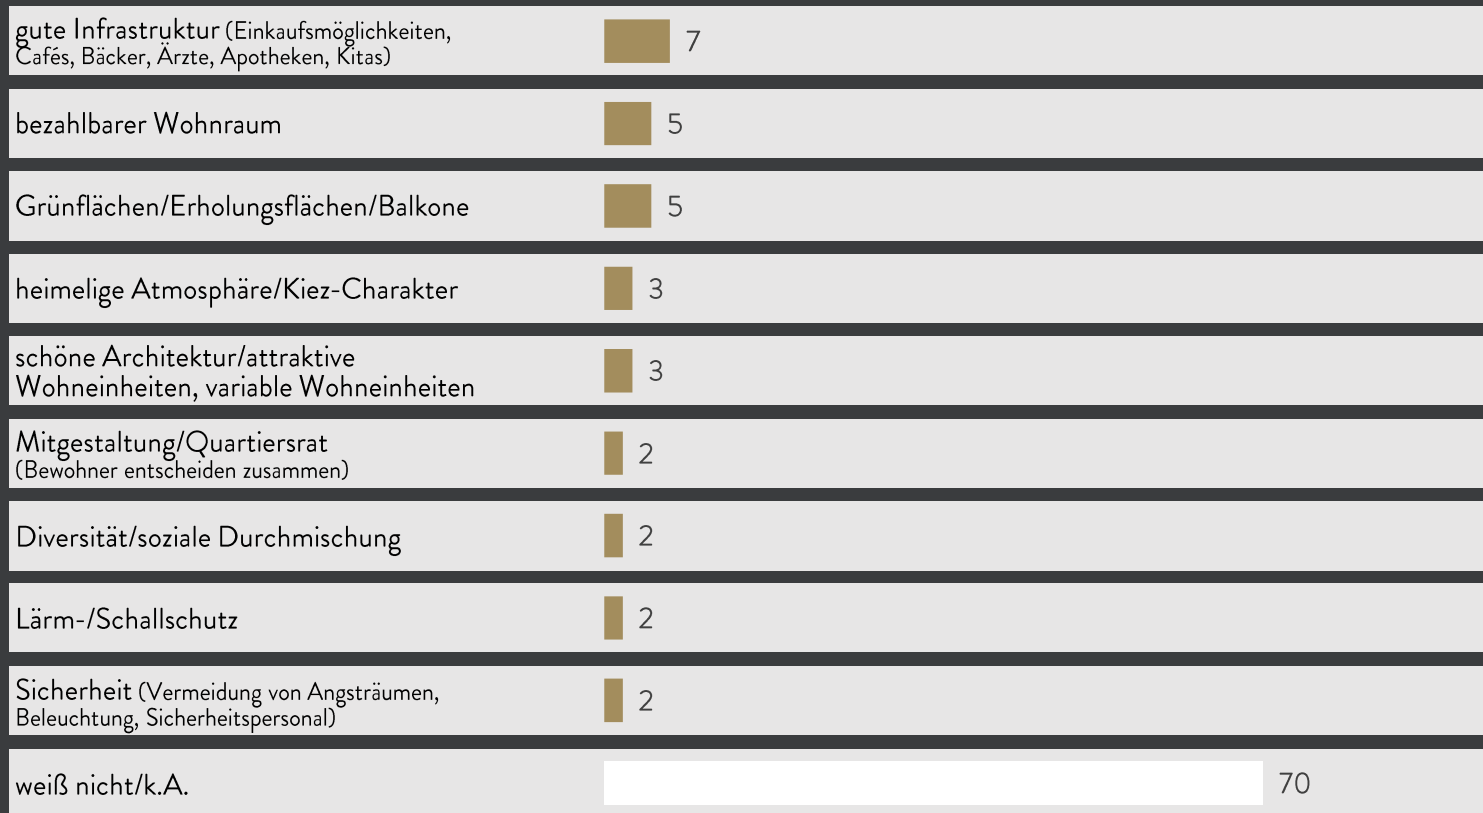 gute Infrastruktur (Einkaufsmöglichkeiten,
Cafés, Bäcker, Ärzte, Apotheken, Kitas)
7
bezahlbarer Wohnraum
5
Grünflächen/Erholungsflächen/Balkone
5
heimelige Atmosphäre/Kiez-Charakter
3
schöne Architektur/attraktive
Wohneinheiten, variable Wohneinheiten
3
Mitgestaltung/Quartiersrat
(Bewohner entscheiden zusammen)
2
Diversität/soziale Durchmischung
2
Lärm-/Schallschutz
2
Sicherheit (Vermeidung von Angsträumen,
Beleuchtung, Sicherheitspersonal)
2
weiß nicht/k.A.
70